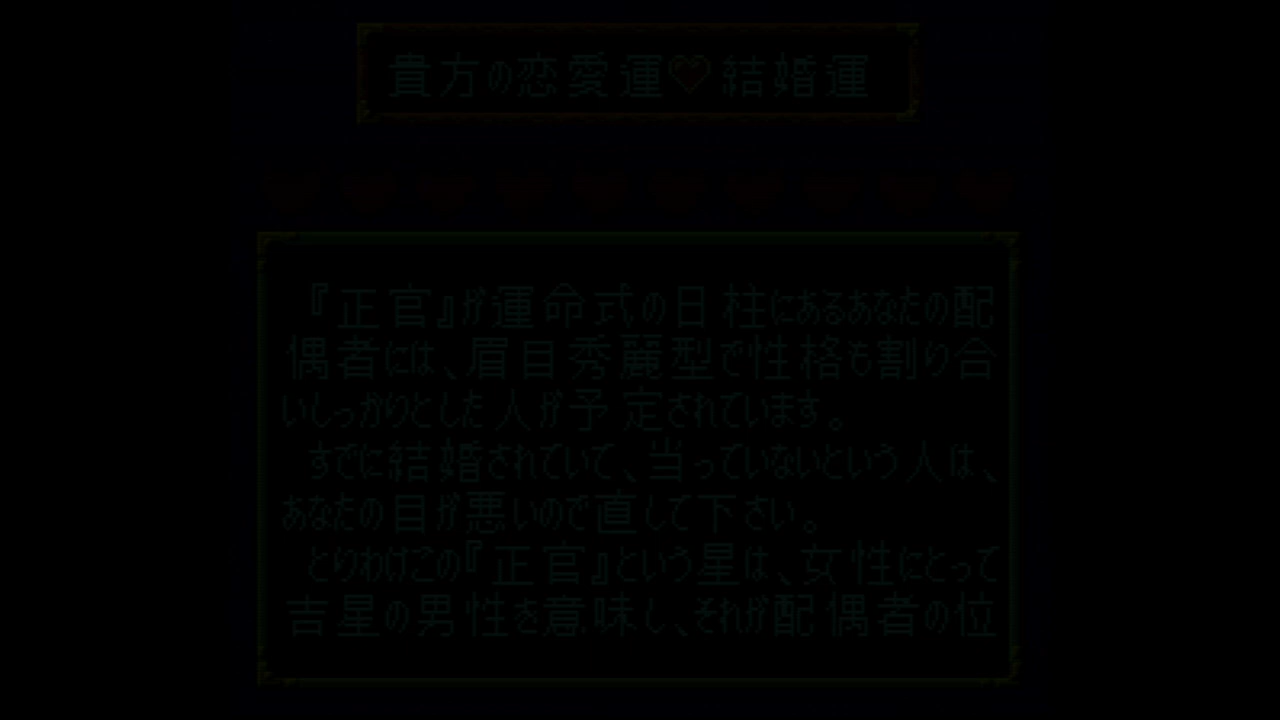 貴方の恋愛運♡結婚運
『正官』が運命式の日柱にあるあなたの配
偶者には、眉目秀麗型で性格も割り合
いしっかりとした人が予定されています。
すでに結婚されていて、当っていないという人は、
あなたの目が悪いので直して下さい。
とりわけこの『正官』という星は、女性にとって
吉星の男性を意味し、それが配偶者の位